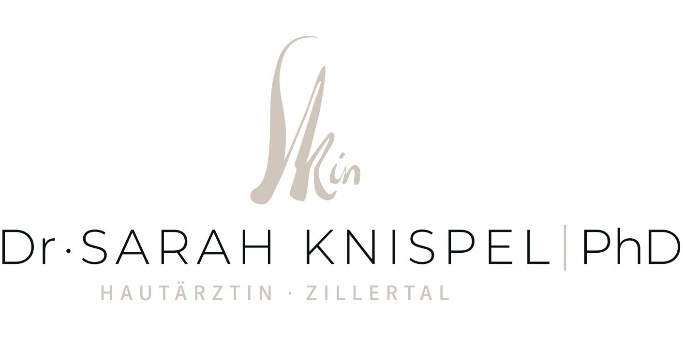 Skin
Dr·SARAH KNISPEL|PhD
HAUTÄRZTIN · ZILLERTAL